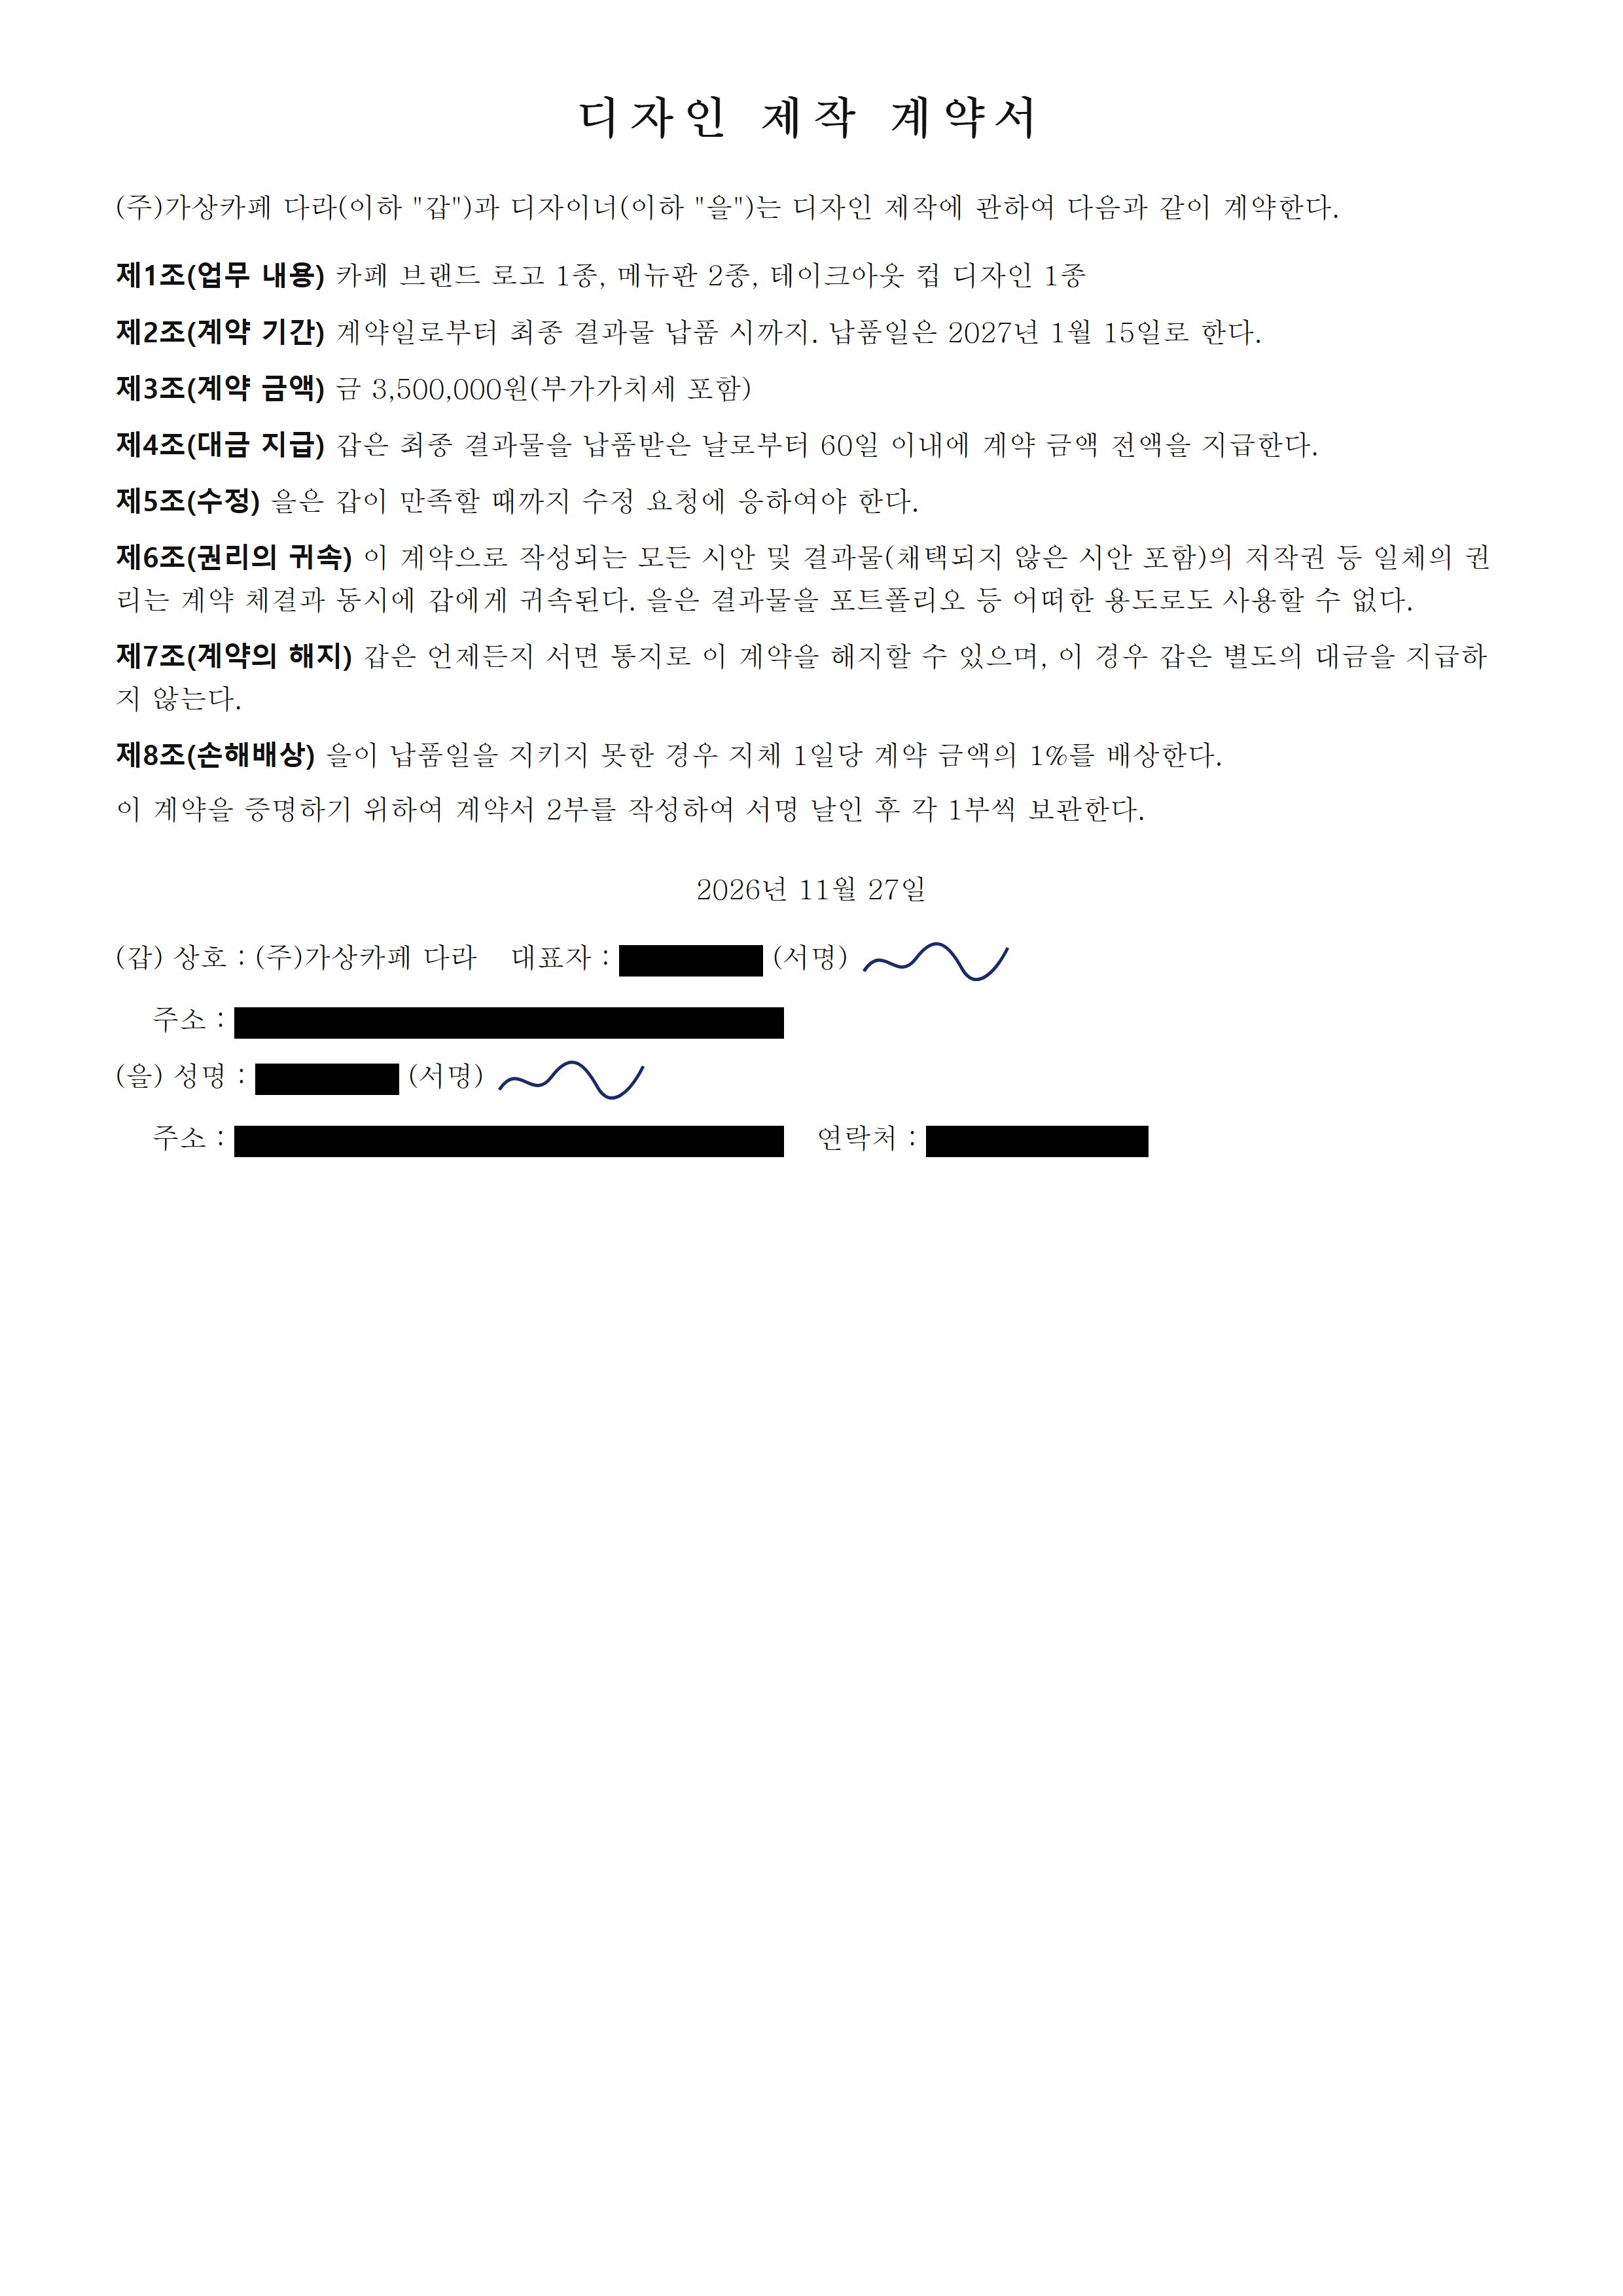 디자인 제작 계약서
(주)가상카페 다라(이하 "갑")과 디자이너(이하 "을")는 디자인 제작에 관하여 다음과 같이 계약한다.
제1조(업무 내용) 카페 브랜드 로고 1종, 메뉴판 2종, 테이크아웃 컵 디자인 1종
제2조(계약 기간) 계약일로부터 최종 결과물 납품 시까지. 납품일은 2027년 1월 15일로 한다.
제3조(계약 금액) 금 3,500,000원(부가가치세 포함)
제4조(대금 지급) 갑은 최종 결과물을 납품받은 날로부터 60일 이내에 계약 금액 전액을 지급한다.
제5조(수정) 을은 갑이 만족할 때까지 수정 요청에 응하여야 한다.
제6조(권리의 귀속) 이 계약으로 작성되는 모든 시안 및 결과물(채택되지 않은 시안 포함)의 저작권 등 일체의 권
리는 계약 체결과 동시에 갑에게 귀속된다. 을은 결과물을 포트폴리오 등 어떠한 용도로도 사용할 수 없다.
제7조(계약의 해지) 갑은 언제든지 서면 통지로 이 계약을 해지할 수 있으며, 이 경우 갑은 별도의 대금을 지급하
지 않는다.
제8조(손해배상) 을이 납품일을 지키지 못한 경우 지체 1일당 계약 금액의 1%를 배상한다.
이 계약을 증명하기 위하여 계약서 2부를 작성하여 서명 날인 후 각 1부씩 보관한다.
2026년 11월 27일
(갑) 상호 : (주)가상카페 다라 대표자 : (서명)
주소 :
(을) 성명 : (서명)
주소 : 연락처 :